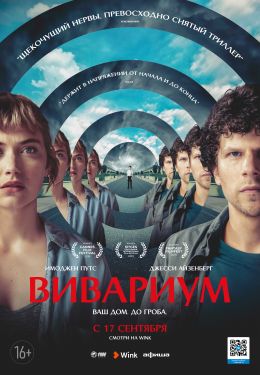 "ЩЕКОЧУЩИЙ НЕРВЫ, ПРЕВОСХОДНО СНЯТЫЙ ТРИЛЛЕР"
"ДЕРЖИТ В НАПРЯЖЕНИИ ОТ НАЧАЛА И ДО КОНЦА"
ИМОДЖЕН ПУТС
ДЖЕССИ АЙЗЕНБЕРГ
ВИВАРИУМ
ВАШ ДОМ. ДО ГРОБА.
С 17 СЕНТЯБРЯ
СМОТРИ НА WINK
16+
Wink
афиша